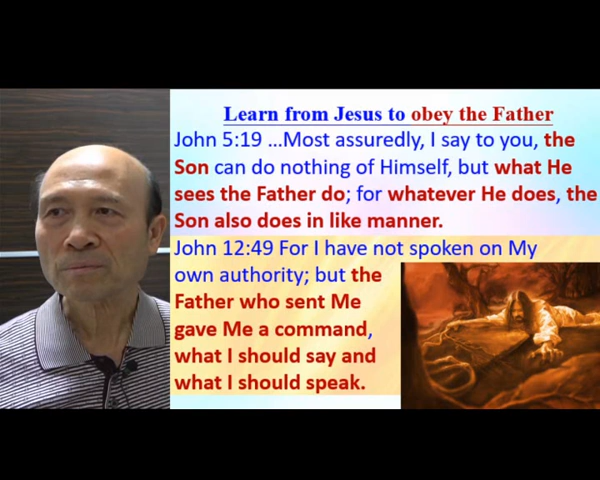 Learn from Jesus to obey the Father
John 5:19 ...Most assuredly, I say to you, the
Son can do nothing of Himself, but what He
sees the Father do; for whatever He does, the
Son also does in like manner.
John 12:49 For I have not spoken on My
own authority; but the
Father who sent Me
gave Me a command,
what I should say and
what I should speak.